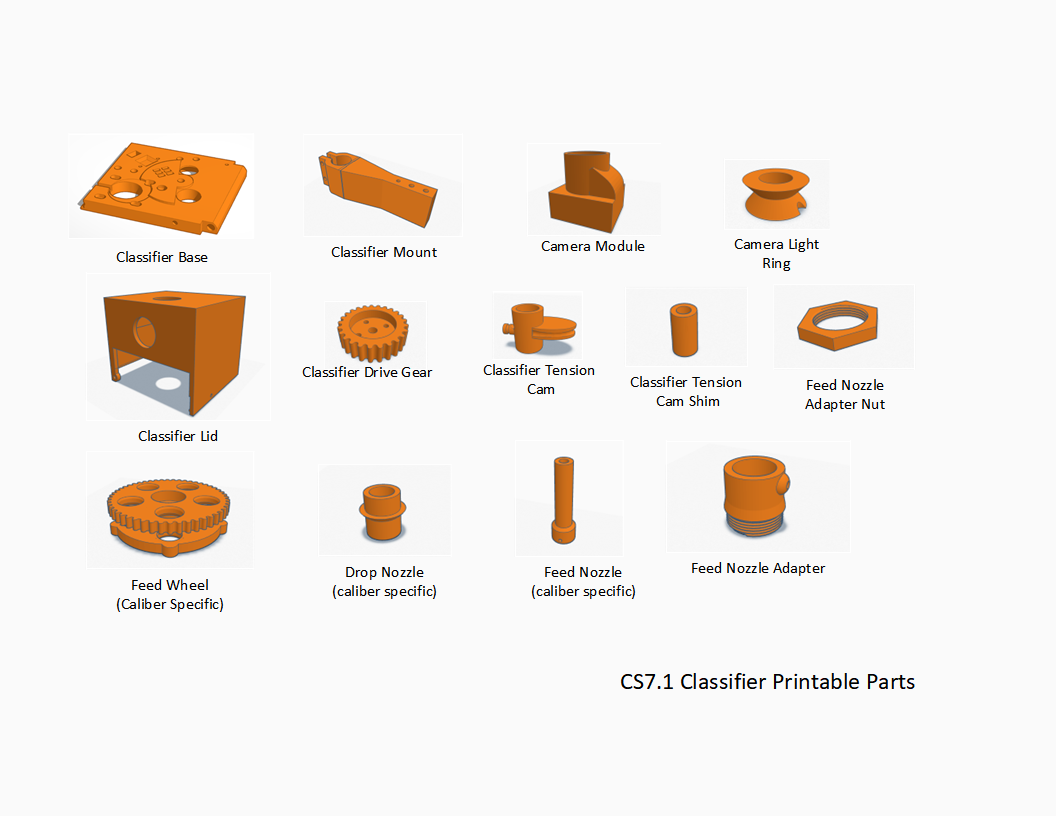 Classifier Base
Classifier Mount
Camera Module
Camera Light
Ring
Classifier Lid
Classifier Drive Gear
Classifier Tension
Cam
Classifier Tension
Cam Shim
Feed Nozzle
Adapter Nut
Feed Wheel
(Caliber Specific)
Drop Nozzle
(caliber specific)
Feed Nozzle
(caliber specific)
Feed Nozzle Adapter
CS7.1 Classifier Printable Parts